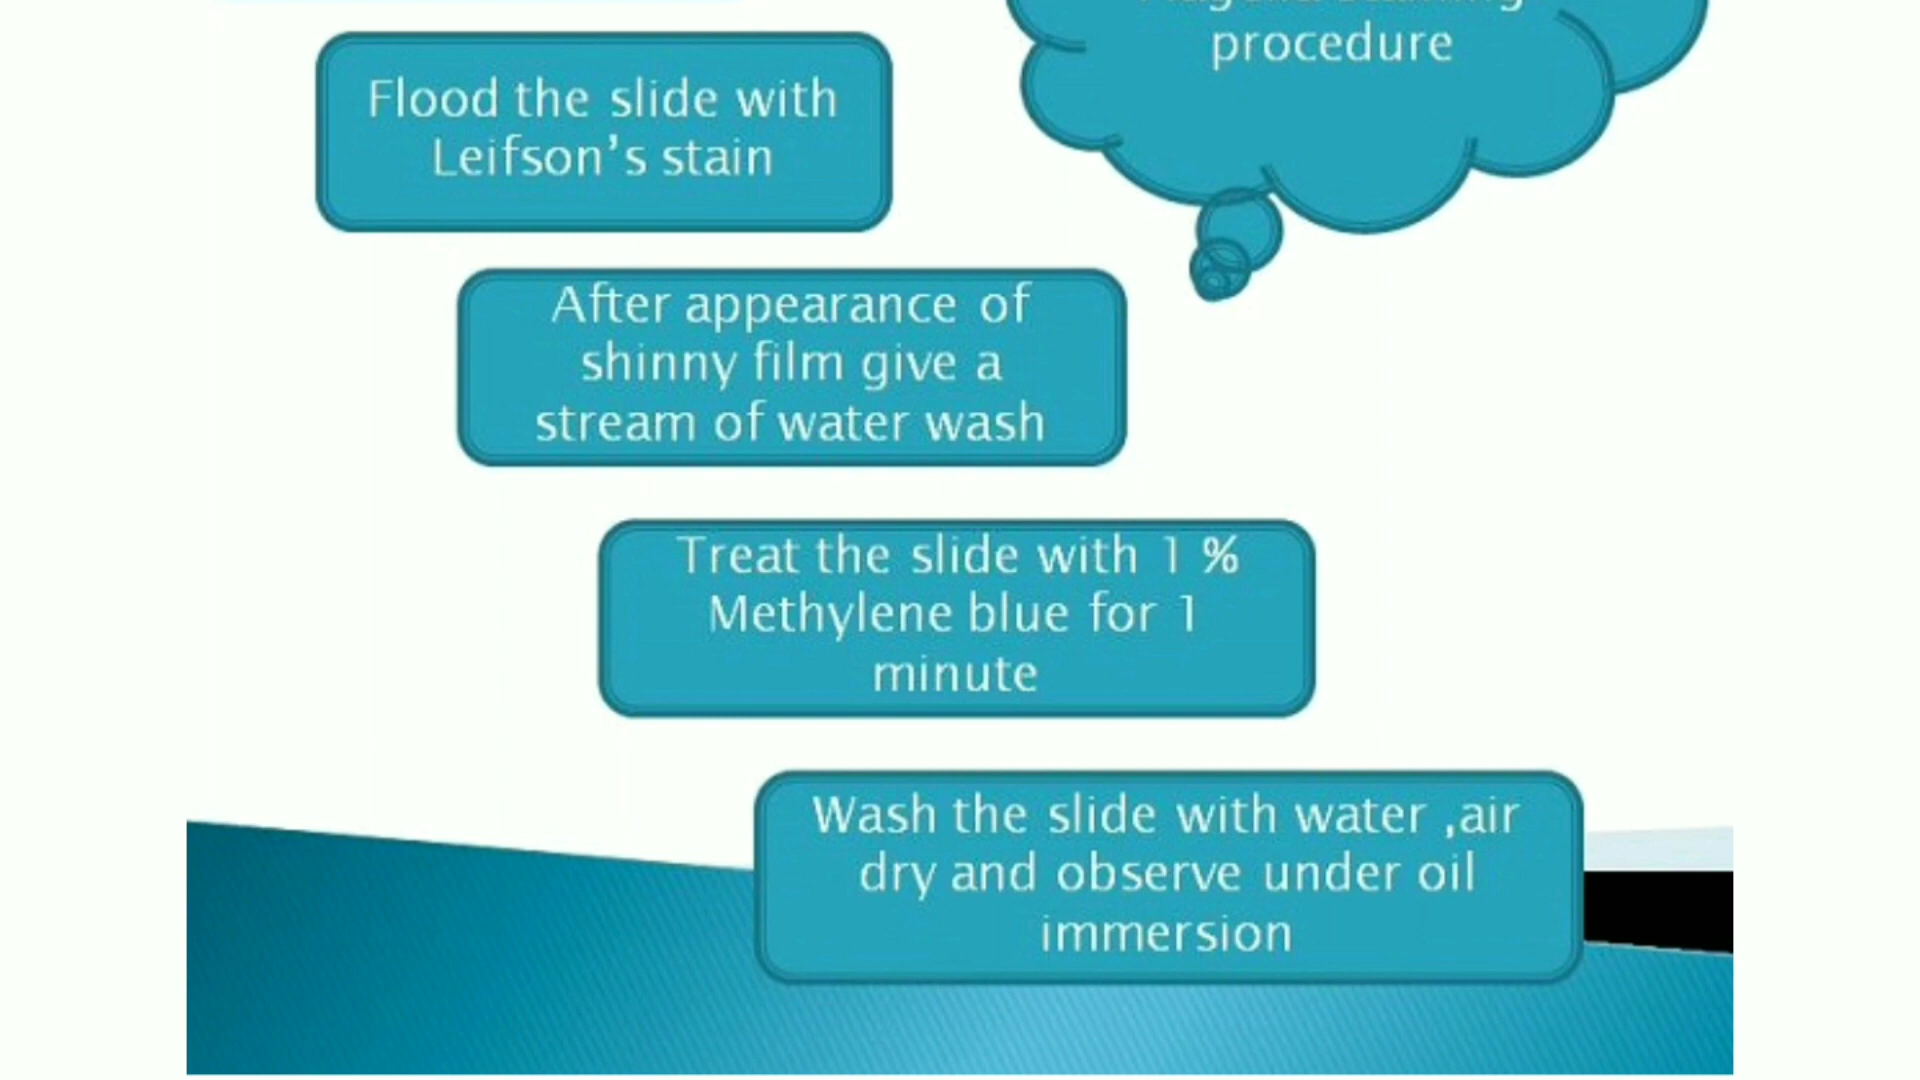 procedure
Flood the slide with
Leifson’s stain
After appearance of
shinny film give a
stream of water wash
Treat the slide with 1 %
Methylene blue for 1
minute
Wash the slide with water ,air
dry and observe under oil
immersion